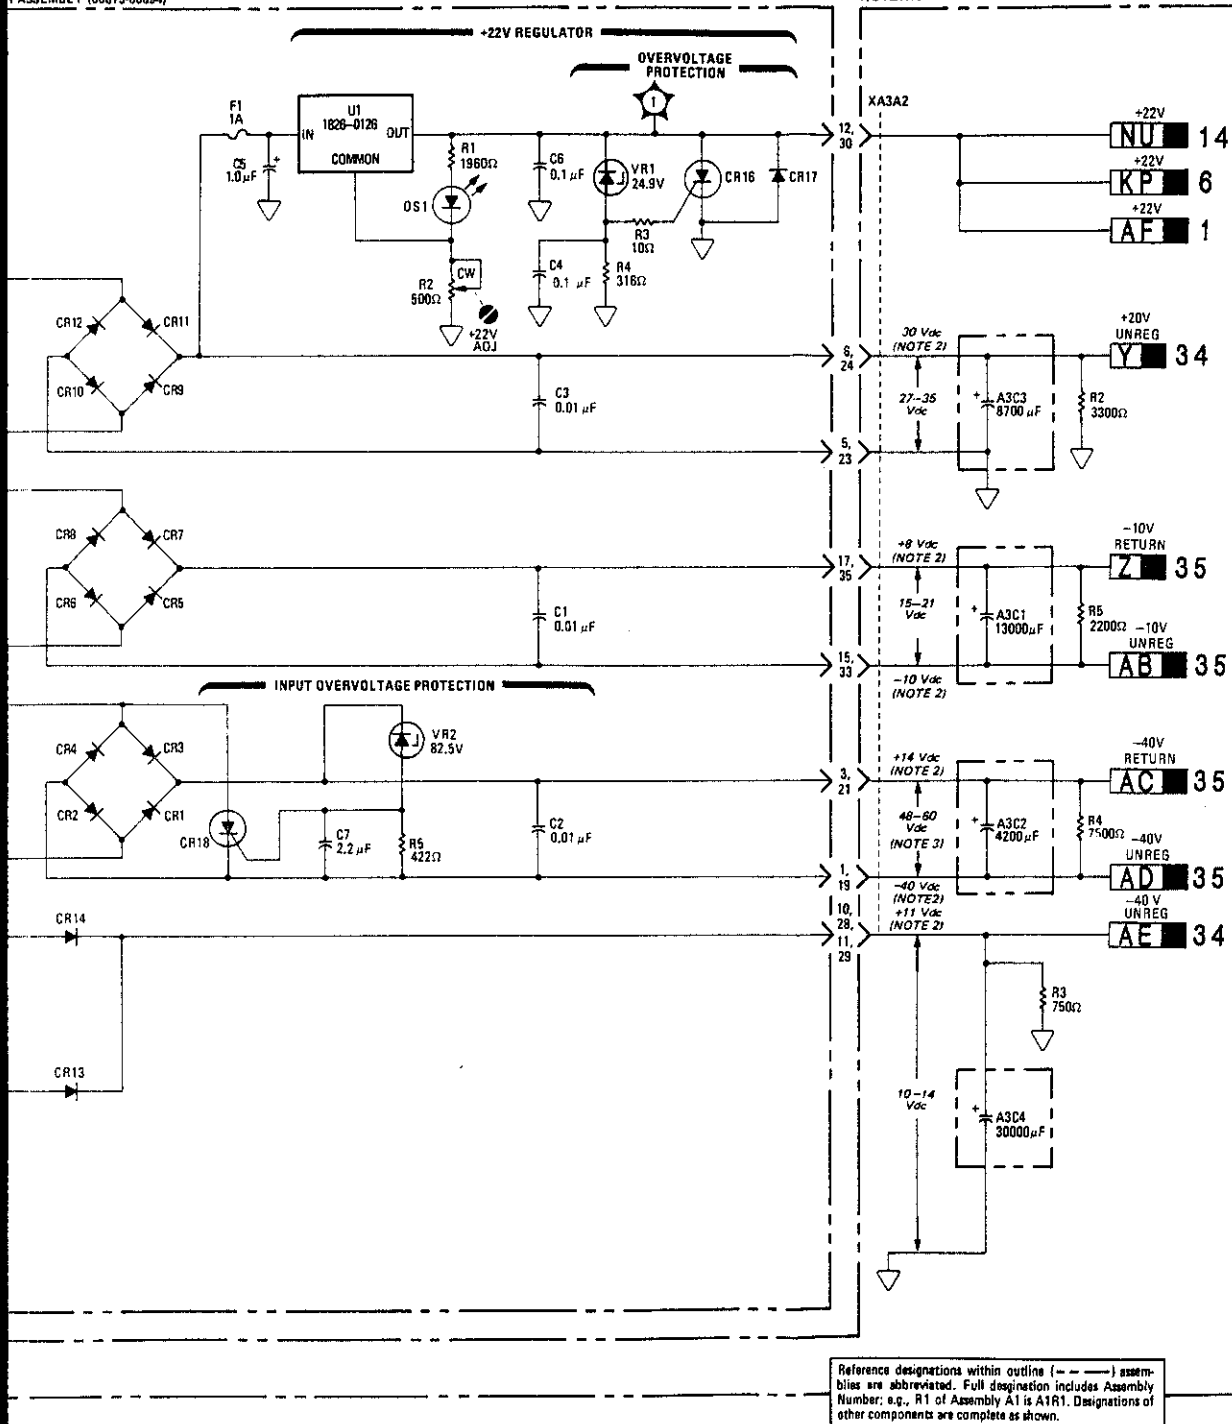 +22V REGULATOR
OVERVOLTAGE
PROTECTION
1
XA3A2
F1
1A
U1
1826-0126
IN
OUT
COMMON
C5
1.0µF
+
R1
1960Ω
DS1
C6
0.1 µF
VR1
24.9V
CR16
CR17
R3
10Ω
C4
0.1 µF
R4
316Ω
R2
500Ω
CW
+22V
ADJ
12,
30
+22V
NU 14
+22V
KP 6
+22V
AF 1
CR12
CR11
CR10
CR9
C3
0.01 µF
6,
24
5,
23
30 Vdc
(NOTE 2)
27-35
Vdc
+
A3C3
8700 µF
R2
3300Ω
+20V
UNREG
Y 34
CR8
CR7
CR6
CR5
C1
0.01 µF
17,
35
15,
33
+8 Vdc
(NOTE 2)
15-21
Vdc
-10 Vdc
(NOTE 2)
+
A3C1
13000µF
R5
2200Ω
-10V
RETURN
Z 35
-10V
UNREG
AB 35
INPUT OVERVOLTAGE PROTECTION
CR4
CR3
CR2
CR1
CR18
VR2
82.5V
C7
2.2 µF
R5
422Ω
C2
0.01 µF
3,
21
1,
19
+14 Vdc
(NOTE 2)
48-60
Vdc
(NOTE 3)
-40 Vdc
(NOTE2)
+
A3C2
4200µF
R4
7500Ω
-40V
RETURN
AC 35
-40V
UNREG
AD 35
CR14
CR13
10,
28,
11,
29
+11 Vdc
(NOTE 2)
10-14
Vdc
R3
750Ω
+
A3C4
30000µF
-40 V
UNREG
AE 34
Reference designations within outline (— — ——) assem-
blies are abbreviated. Full desgination includes Assembly
Number; e.g., R1 of Assembly A1 is A1R1. Designations of
other components are complete as shown.